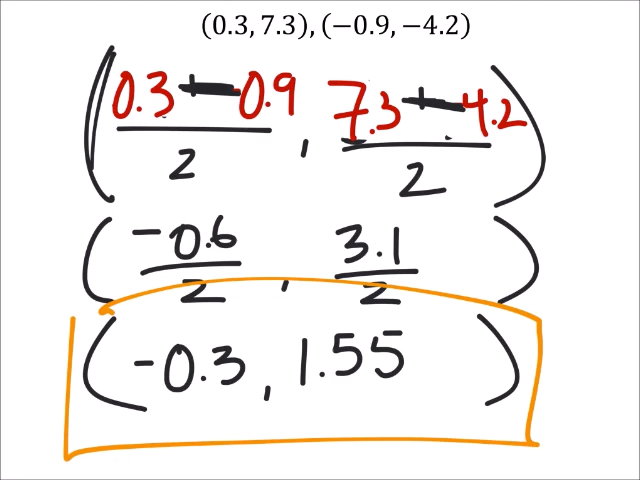 (0.3, 7.3), (−0.9, −4.2)
(0.3 + −0.9 / 2, 7.3 + −4.2 / 2)
(−0.6 / 2, 3.1 / 2)
(−0.3, 1.55)